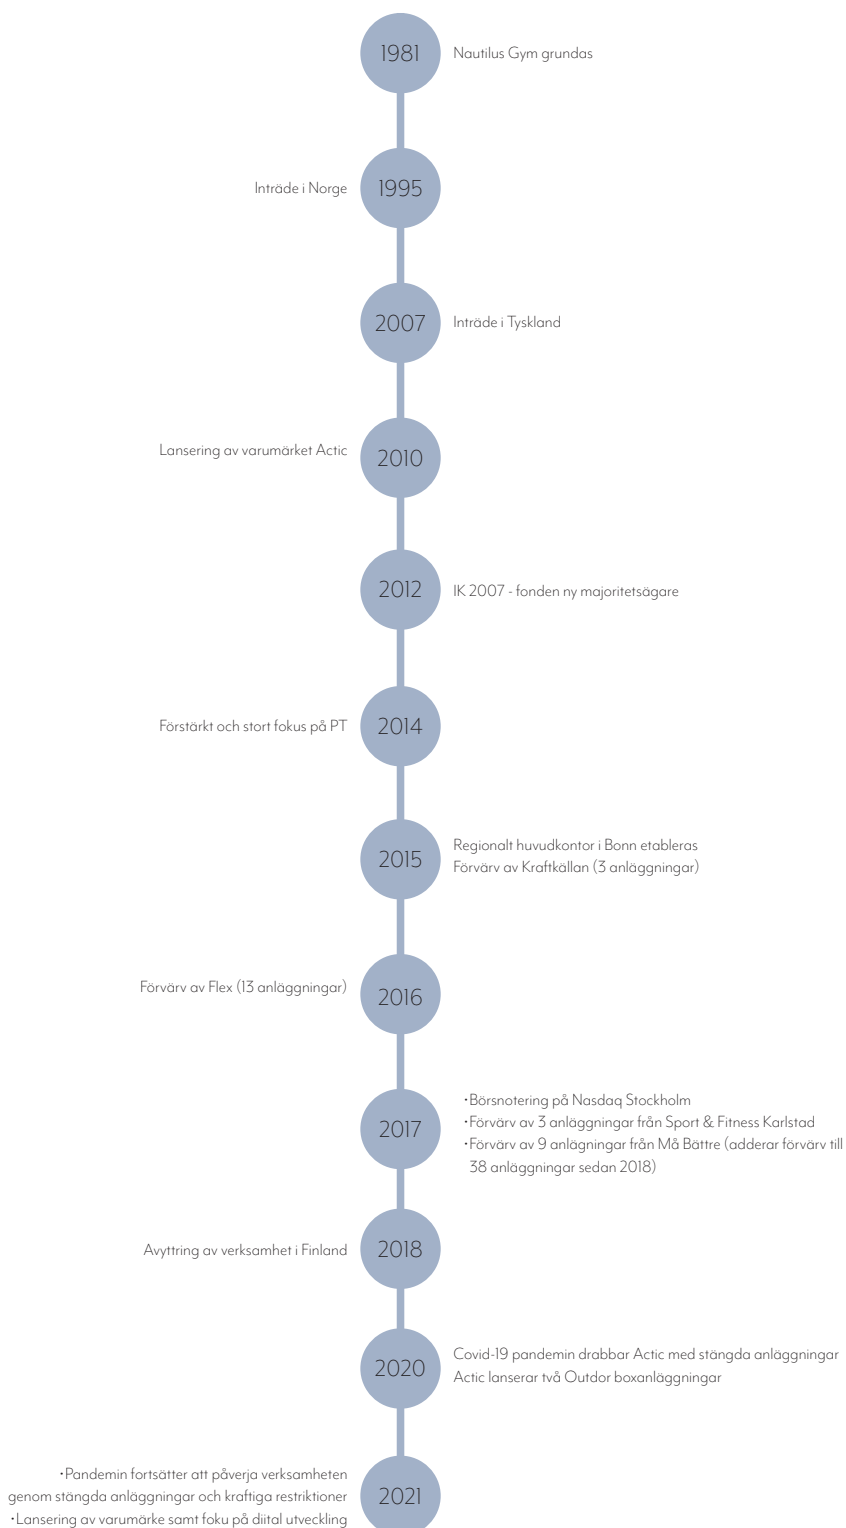 1981
Nautilus Gym grundas
Inträde i Norge
1995
2007
Inträde i Tyskland
Lansering av varumärket Actic
2010
2012
IK 2007 - fonden ny majoritetsägare
Förstärkt och stort fokus på PT
2014
2015
Regionalt huvudkontor i Bonn etableras
Förvärv av Kraftkällan (3 anläggningar)
Förvärv av Flex (13 anläggningar)
2016
2017
•Börsnotering på Nasdaq Stockholm
•Förvärv av 3 anläggningar från Sport & Fitness Karlstad
•Förvärv av 9 anlägningar från Må Bättre (adderar förvärv till
38 anläggningar sedan 2018)
Avyttring av verksamhet i Finland
2018
2020
Covid-19 pandemin drabbar Actic med stängda anläggningar
Actic lanserar två Outdor boxanläggningar
•Pandemin fortsätter att påverja verksamheten
genom stängda anläggningar och kraftiga restriktioner
•Lansering av varumärke samt foku på diital utveckling
2021